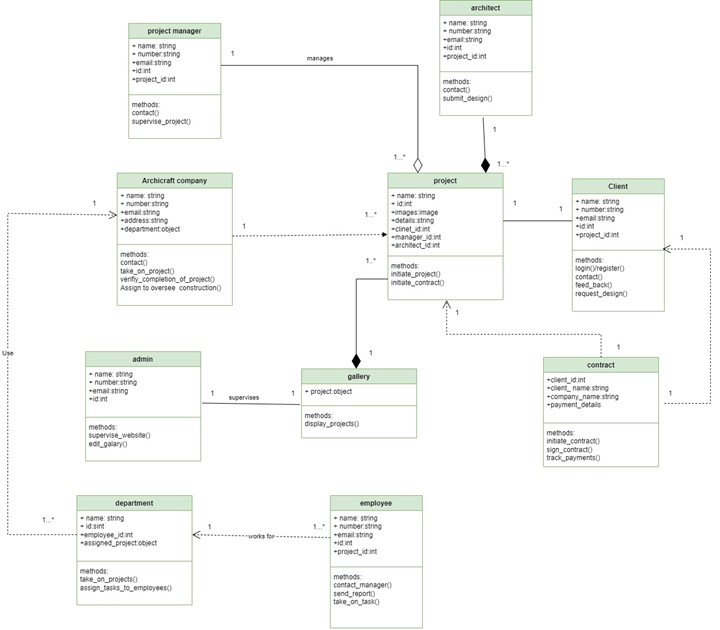 project manager
+ name: string
+ number:string
+email:string
+id:int
+project_id:int
methods:
contact()
supervise_project()
1
manages
1...*
architect
+ name: string
+ number:string
+email:string
+id:int
+project_id:int
methods:
contact()
submit_design()
1
1...*
Archicraft company
+ name: string
+ number:string
+email:string
+address:string
+department:object
methods:
contact()
take_on_project()
verifiy_completion_of_project()
Assign to oversee construction()
1
1
1...*
project
+ name: string
+ id:int
+images:image
+details:string
+clinet_id:int
+manager_id:int
+architect_id:int
methods:
initiate_project()
initiate_contract()
1
1
Client
+ name: string
+ number:string
+email:string
+id:int
+project_id:int
methods:
login()/register()
contact()
feed_back()
request_design()
1
1...*
1
1
1
Use
admin
+ name: string
+ number:string
+email:string
+id:int
methods:
supervise_website()
edit_galary()
1
supervises
1
gallery
+ project:object
methods:
display_projects()
contract
+client_id:int
+client_ name:string
+company_name:string
+payment_details
methods:
initiate_contract()
sign_contract()
track_payments()
1
department
+ name: string
+ id:sint
+employee_id:int
+assigned_project:object
methods:
take_on_projects()
assign_tasks_to_employees()
1...*
1
works for
1...*
employee
+ name: string
+ number:string
+email:string
+id:int
+project_id:int
methods:
contact_manager()
send_report()
take_on_task()